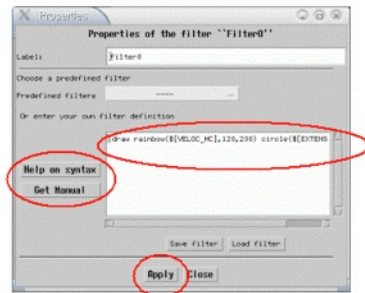 Properties
Properties of the filter ``Filter0''
Label: Filter0
Choose a predefined filter
Predefined filters ----
Or enter your own filter definition
{draw rainbow(${VELOC_HC},120,200) circle(${EXTENS
Help on syntax
Get Manual
Save filter Load filter
Apply Close